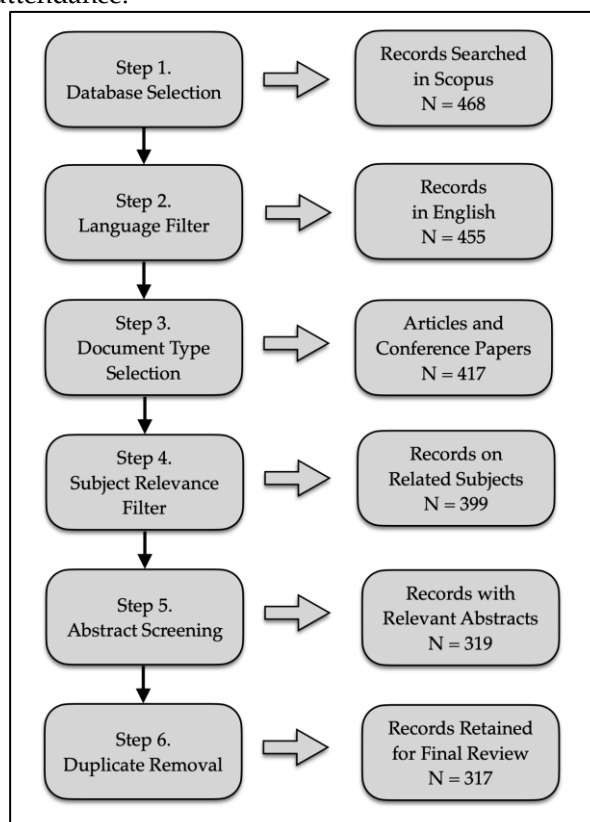 attendance.
Step 1.
Database Selection
Records Searched
in Scopus
N = 468
Step 2.
Language Filter
Records
in English
N = 455
Step 3.
Document Type
Selection
Articles and
Conference Papers
N = 417
Step 4.
Subject Relevance
Filter
Records on
Related Subjects
N = 399
Step 5.
Abstract Screening
Records with
Relevant Abstracts
N = 319
Step 6.
Duplicate Removal
Records Retained
for Final Review
N = 317